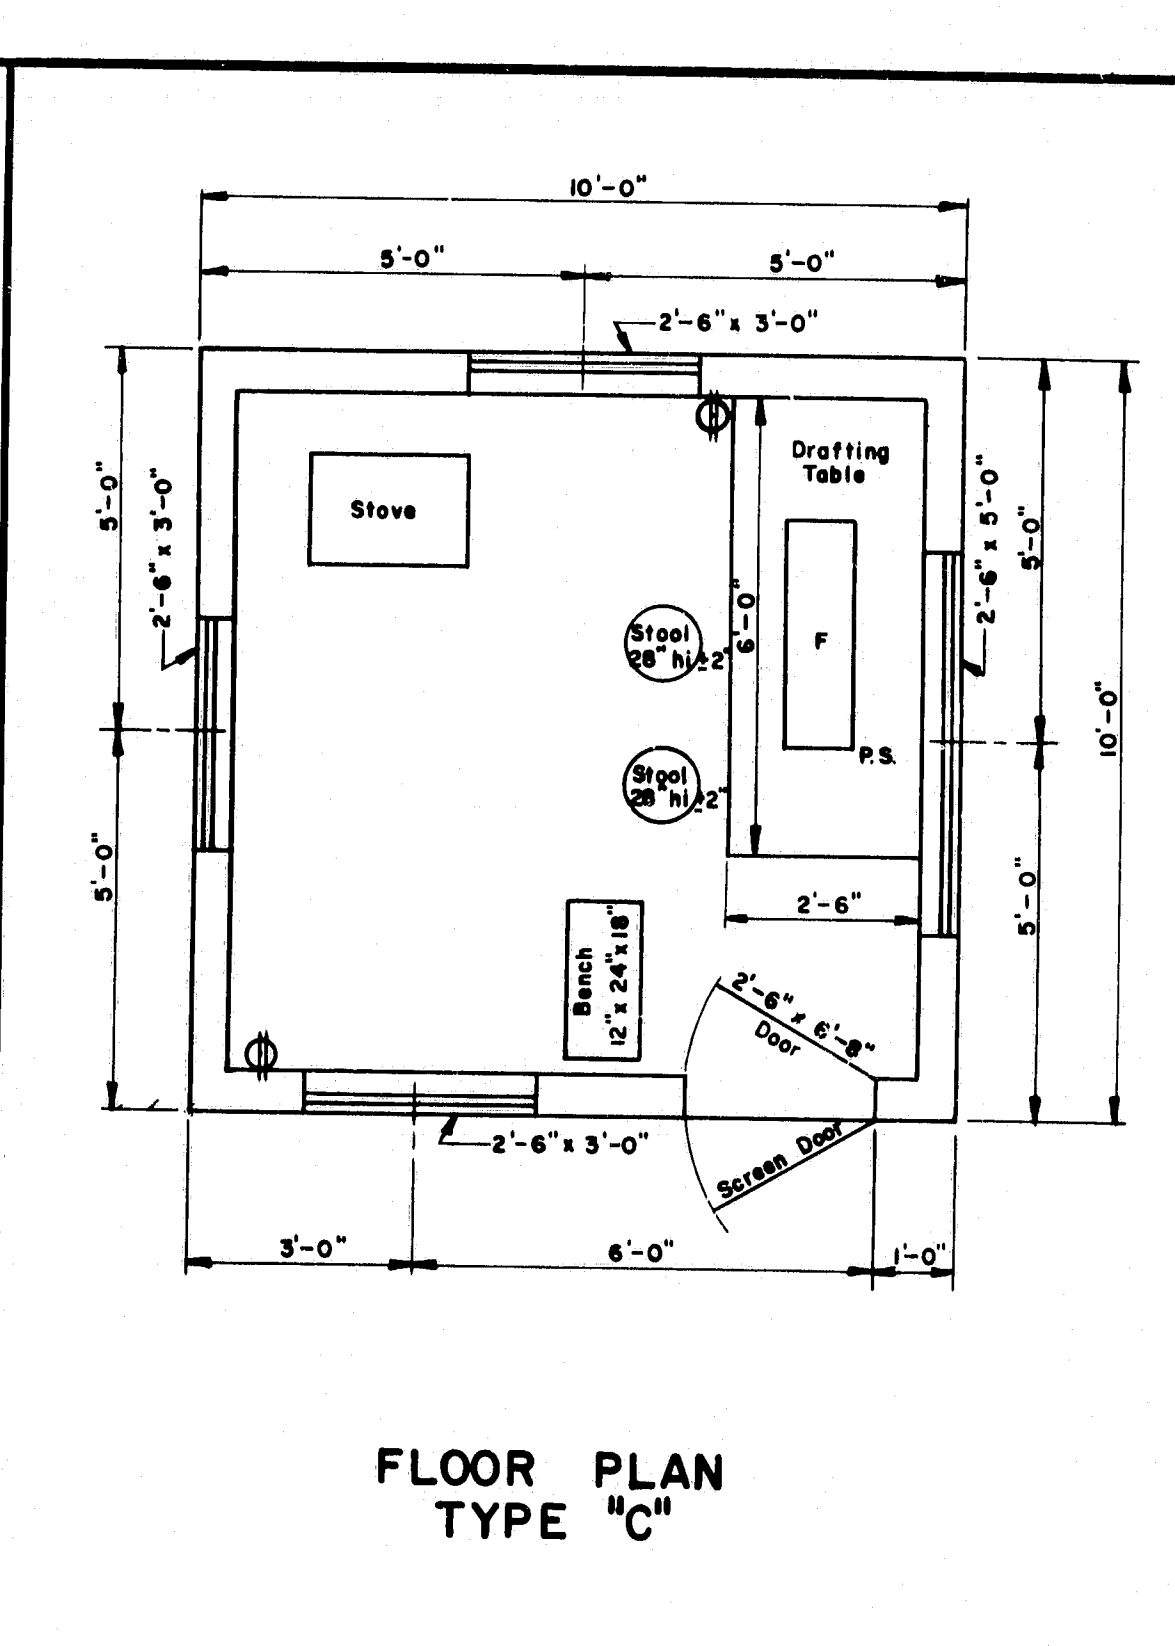 10'-0"
5'-0"
5'-0"
2'-6" x 3'-0"
5'-0"
2'-6" x 3'-0"
Stove
Drafting
Table
2'-6" x 5'-0"
5'-0"
10'-0"
6'-0"
Stool
28" hi ±2"
F
P.S.
Stool
28" hi ±2"
5'-0"
5'-0"
2'-6"
Bench
12" x 24" x 18"
2'-6" x 6'-8"
Door
2'-6" x 3'-0"
Screen Door
3'-0"
6'-0"
1'-0"
FLOOR PLAN
TYPE "C"